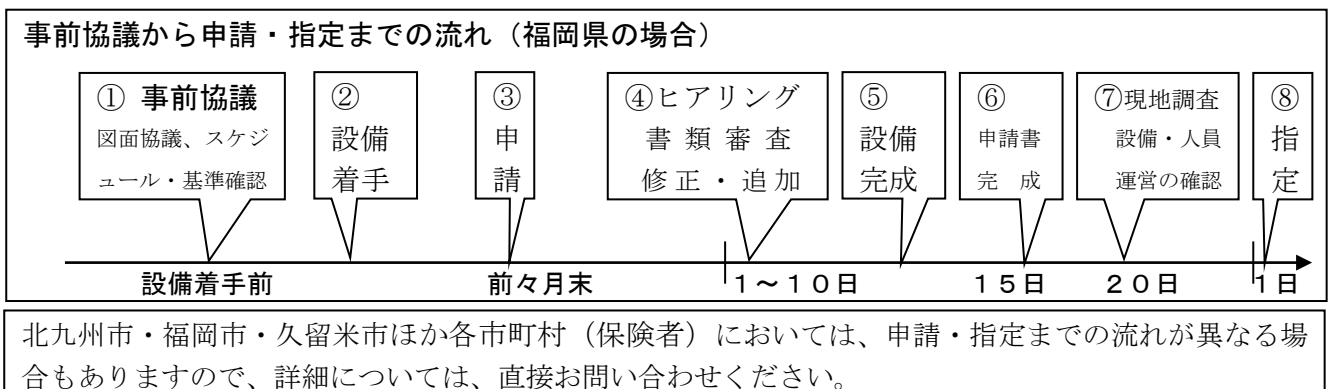 事前協議から申請・指定までの流れ（福岡県の場合）
① 事前協議
図面協議、スケジ
ュール・基準確認
②
設備
着手
③
申
請
④ヒアリング
書類審査
修正・追加
⑤
設備
完成
⑥
申請書
完　成
⑦現地調査
設備・人員
運営の確認
⑧
指
定
設備着手前
前々月末
１～１０日
１５日
２０日
１日
北九州市・福岡市・久留米市ほか各市町村（保険者）においては、申請・指定までの流れが異なる場
合もありますので、詳細については、直接お問い合わせください。